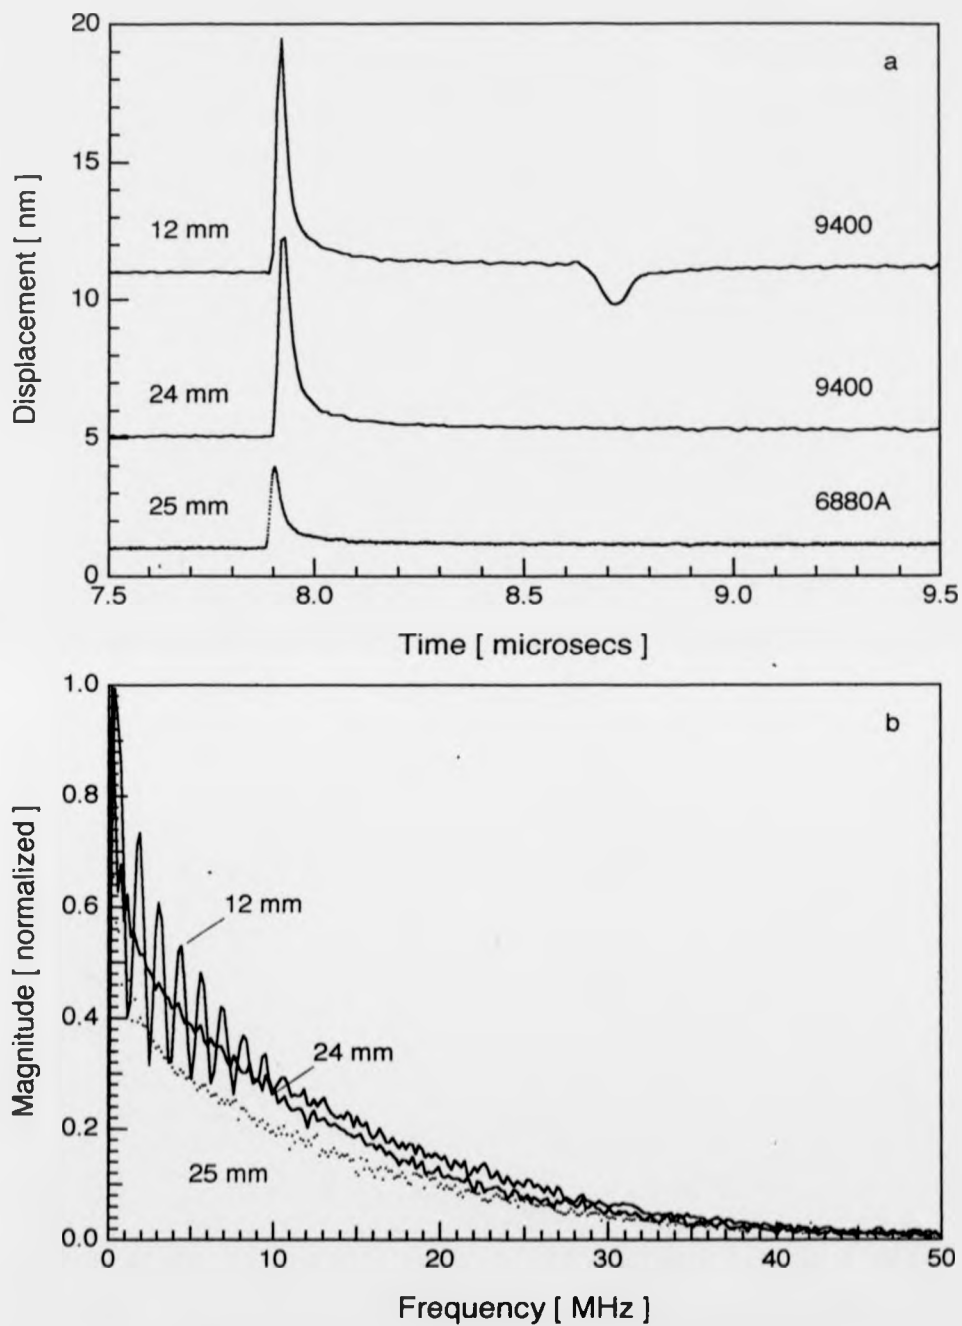 20
a
15
12 mm
9400
10
24 mm
9400
5
25 mm
6880A
0
7.5
8.0
8.5
9.0
9.5
Displacement [ nm ]
Time [ microsecs ]
1.0
b
0.8
0.6
12 mm
0.4
24 mm
0.2
25 mm
0.0
0
10
20
30
40
50
Magnitude [ normalized ]
Frequency [ MHz ]